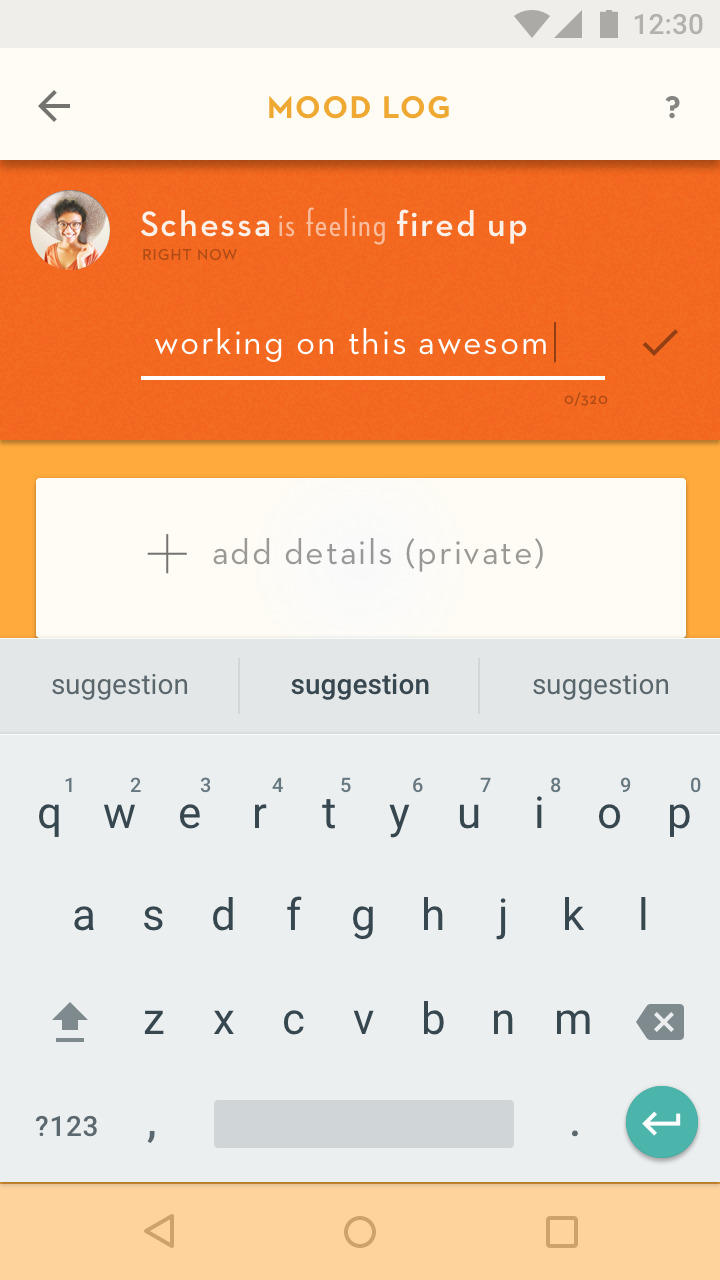 12:30
MOOD LOG ?
Schessa is feeling fired up
RIGHT NOW
working on this awesom
0/320
add details (private)
suggestion suggestion suggestion
1 2 3 4 5 6 7 8 9 0
q w e r t y u i o p
a s d f g h j k l
z x c v b n m
?123 , .